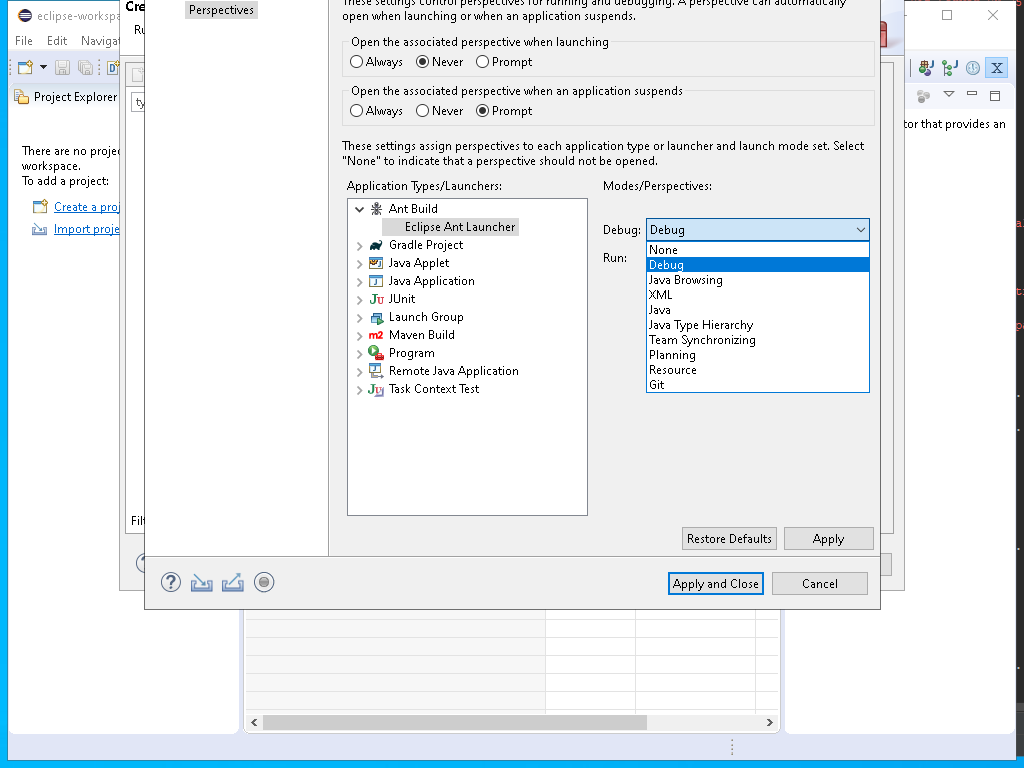 eclipse-workspa
Cre
File Edit Navigat
Ru
Project Explorer
There are no proje
workspace.
To add a project:
Create a proj
Import proje
ty
Filt
Perspectives
These settings control perspectives for running and debugging. A perspective can automatically
open when launching or when an application suspends.
Open the associated perspective when launching
Always Never Prompt
Open the associated perspective when an application suspends
Always Never Prompt
These settings assign perspectives to each application type or launcher and launch mode set. Select
"None" to indicate that a perspective should not be opened.
Application Types/Launchers:
Ant Build
Eclipse Ant Launcher
Gradle Project
Java Applet
Java Application
JUnit
Launch Group
Maven Build
Program
Remote Java Application
Task Context Test
Modes/Perspectives:
Debug: Debug
Run:
None
Debug
Java Browsing
XML
Java
Java Type Hierarchy
Team Synchronizing
Planning
Resource
Git
Restore Defaults Apply
Apply and Close Cancel
tor that provides an